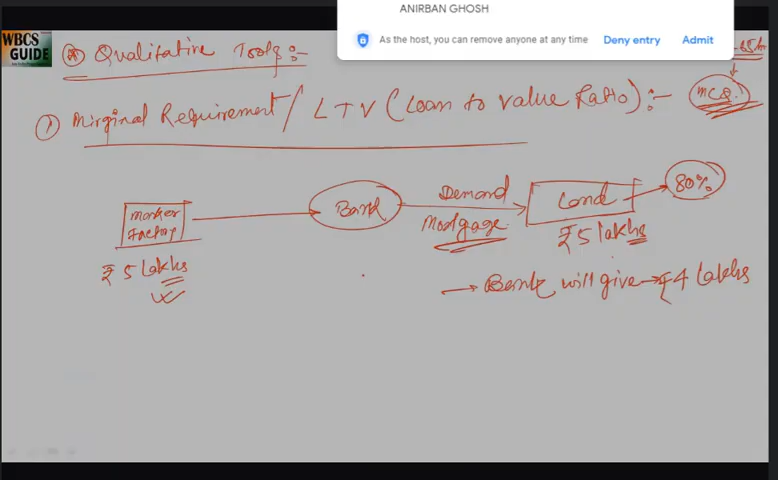 ANIRBAN GHOSH
As the host, you can remove anyone at any time Deny entry Admit
WBCS GUIDE
Qualitative Tools :-
MCQ
1) Mirginal Requirement / LTV (Loan to Value Ratio) :-
80%
Marker Factory
Bank
Demand Mortgage
Land
₹ 5 lakhs
₹ 5 lakhs
→ Bank will give → ₹4 lakhs